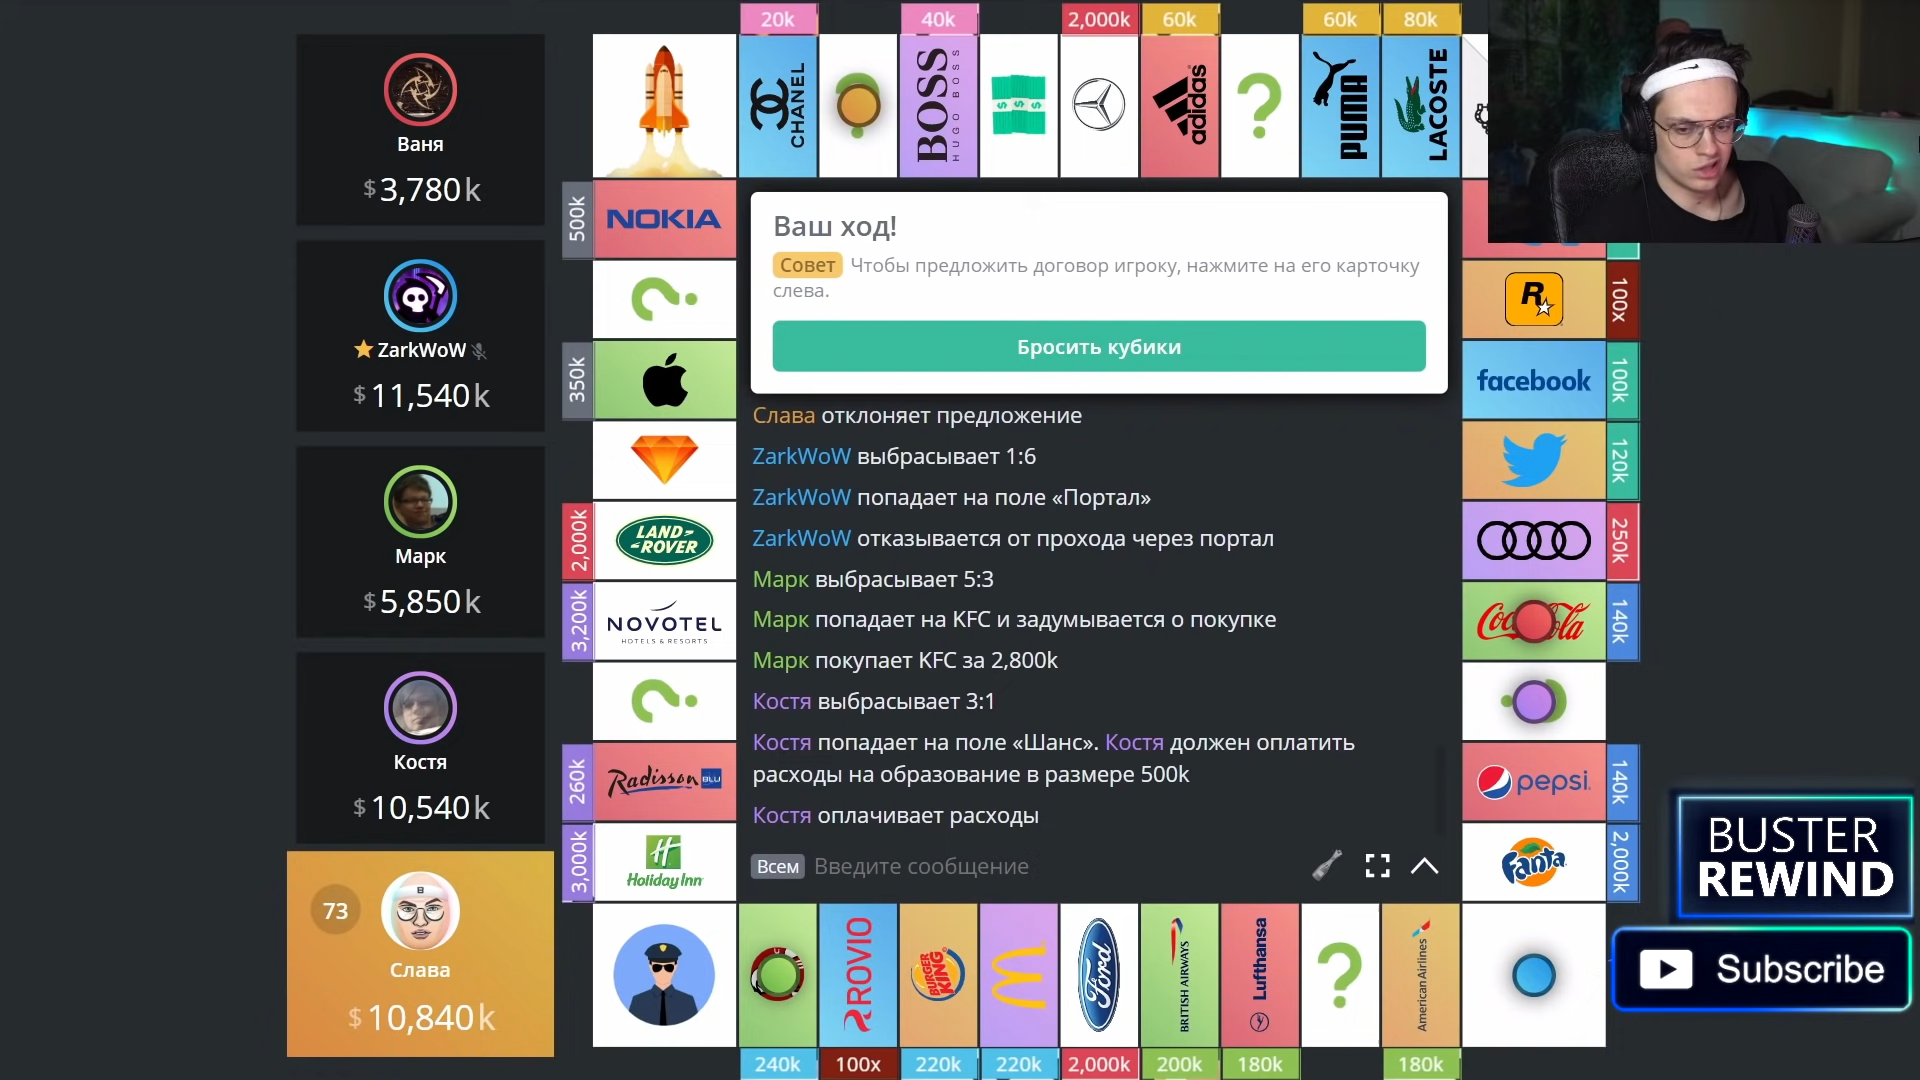 20k
40k
2,000k
60k
60k
80k
CHANEL
BOSS
HUGO BOSS
adidas
?
PUMA
LACOSTE
Ваня
$ 3,780k
ZarkWoW
$ 11,540k
Марк
$ 5,850k
Костя
$ 10,540k
73
Слава
$ 10,840k
500k
NOKIA
?
350k
2,000k
LAND ROVER
3,200k
NOVOTEL
HOTELS & RESORTS
?
260k
Radisson BLU
3,000k
H
Holiday Inn
Ваш ход!
Совет Чтобы предложить договор игроку, нажмите на его карточку
слева.
Бросить кубики
Слава отклоняет предложение
ZarkWoW выбрасывает 1:6
ZarkWoW попадает на поле «Портал»
ZarkWoW отказывается от прохода через портал
Марк выбрасывает 5:3
Марк попадает на KFC и задумывается о покупке
Марк покупает KFC за 2,800k
Костя выбрасывает 3:1
Костя попадает на поле «Шанс». Костя должен оплатить
расходы на образование в размере 500k
Костя оплачивает расходы
Всем Введите сообщение
R
100x
facebook
100k
120k
250k
140k
pepsi
140k
Fanta
2,000k
ROVIO
BURGER KING
Ford
BRITISH AIRWAYS
Lufthansa
?
American Airlines
240k
100x
220k
220k
2,000k
200k
180k
180k
BUSTER
REWIND
Subscribe